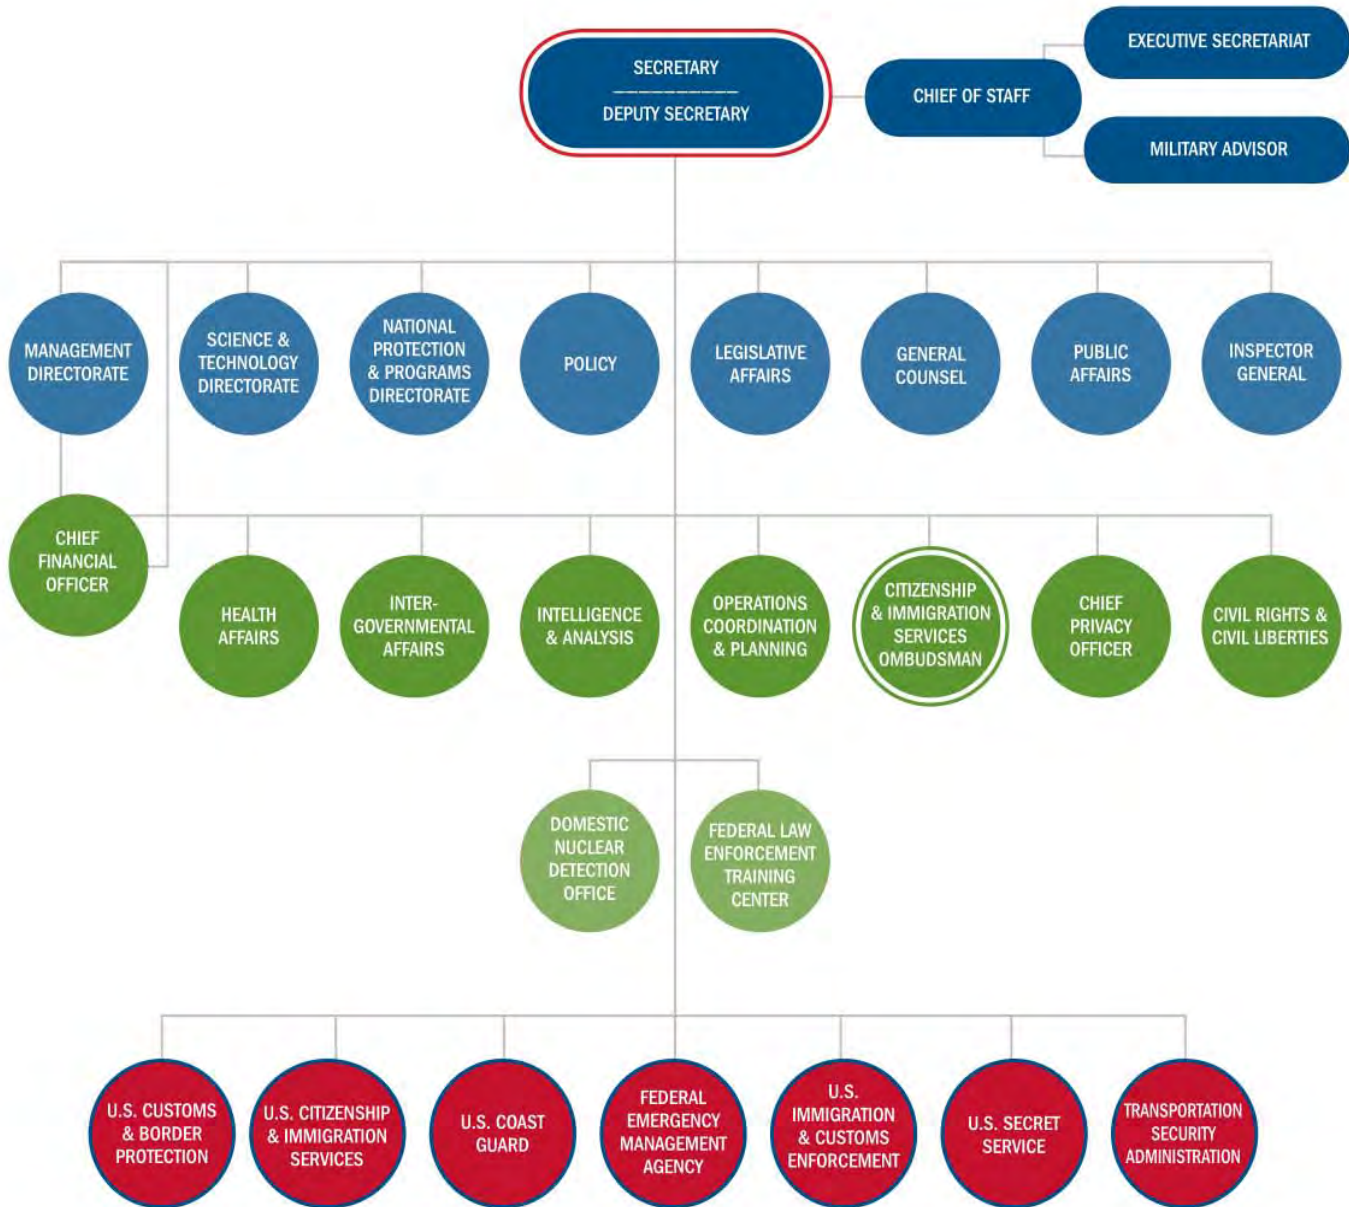 SECRETARY
DEPUTY SECRETARY
CHIEF OF STAFF
EXECUTIVE SECRETARIAT
MILITARY ADVISOR
MANAGEMENT
DIRECTORATE
SCIENCE &
TECHNOLOGY
DIRECTORATE
NATIONAL
PROTECTION
& PROGRAMS
DIRECTORATE
POLICY
LEGISLATIVE
AFFAIRS
GENERAL
COUNSEL
PUBLIC
AFFAIRS
INSPECTOR
GENERAL
CHIEF
FINANCIAL
OFFICER
HEALTH
AFFAIRS
INTER-
GOVERNMENTAL
AFFAIRS
INTELLIGENCE
& ANALYSIS
OPERATIONS
COORDINATION
& PLANNING
CITIZENSHIP
& IMMIGRATION
SERVICES
OMBUDSMAN
CHIEF
PRIVACY
OFFICER
CIVIL RIGHTS &
CIVIL LIBERTIES
DOMESTIC
NUCLEAR
DETECTION
OFFICE
FEDERAL LAW
ENFORCEMENT
TRAINING
CENTER
U.S. CUSTOMS
& BORDER
PROTECTION
U.S. CITIZENSHIP
& IMMIGRATION
SERVICES
U.S. COAST
GUARD
FEDERAL
EMERGENCY
MANAGEMENT
AGENCY
U.S.
IMMIGRATION
& CUSTOMS
ENFORCEMENT
U.S. SECRET
SERVICE
TRANSPORTATION
SECURITY
ADMINISTRATION